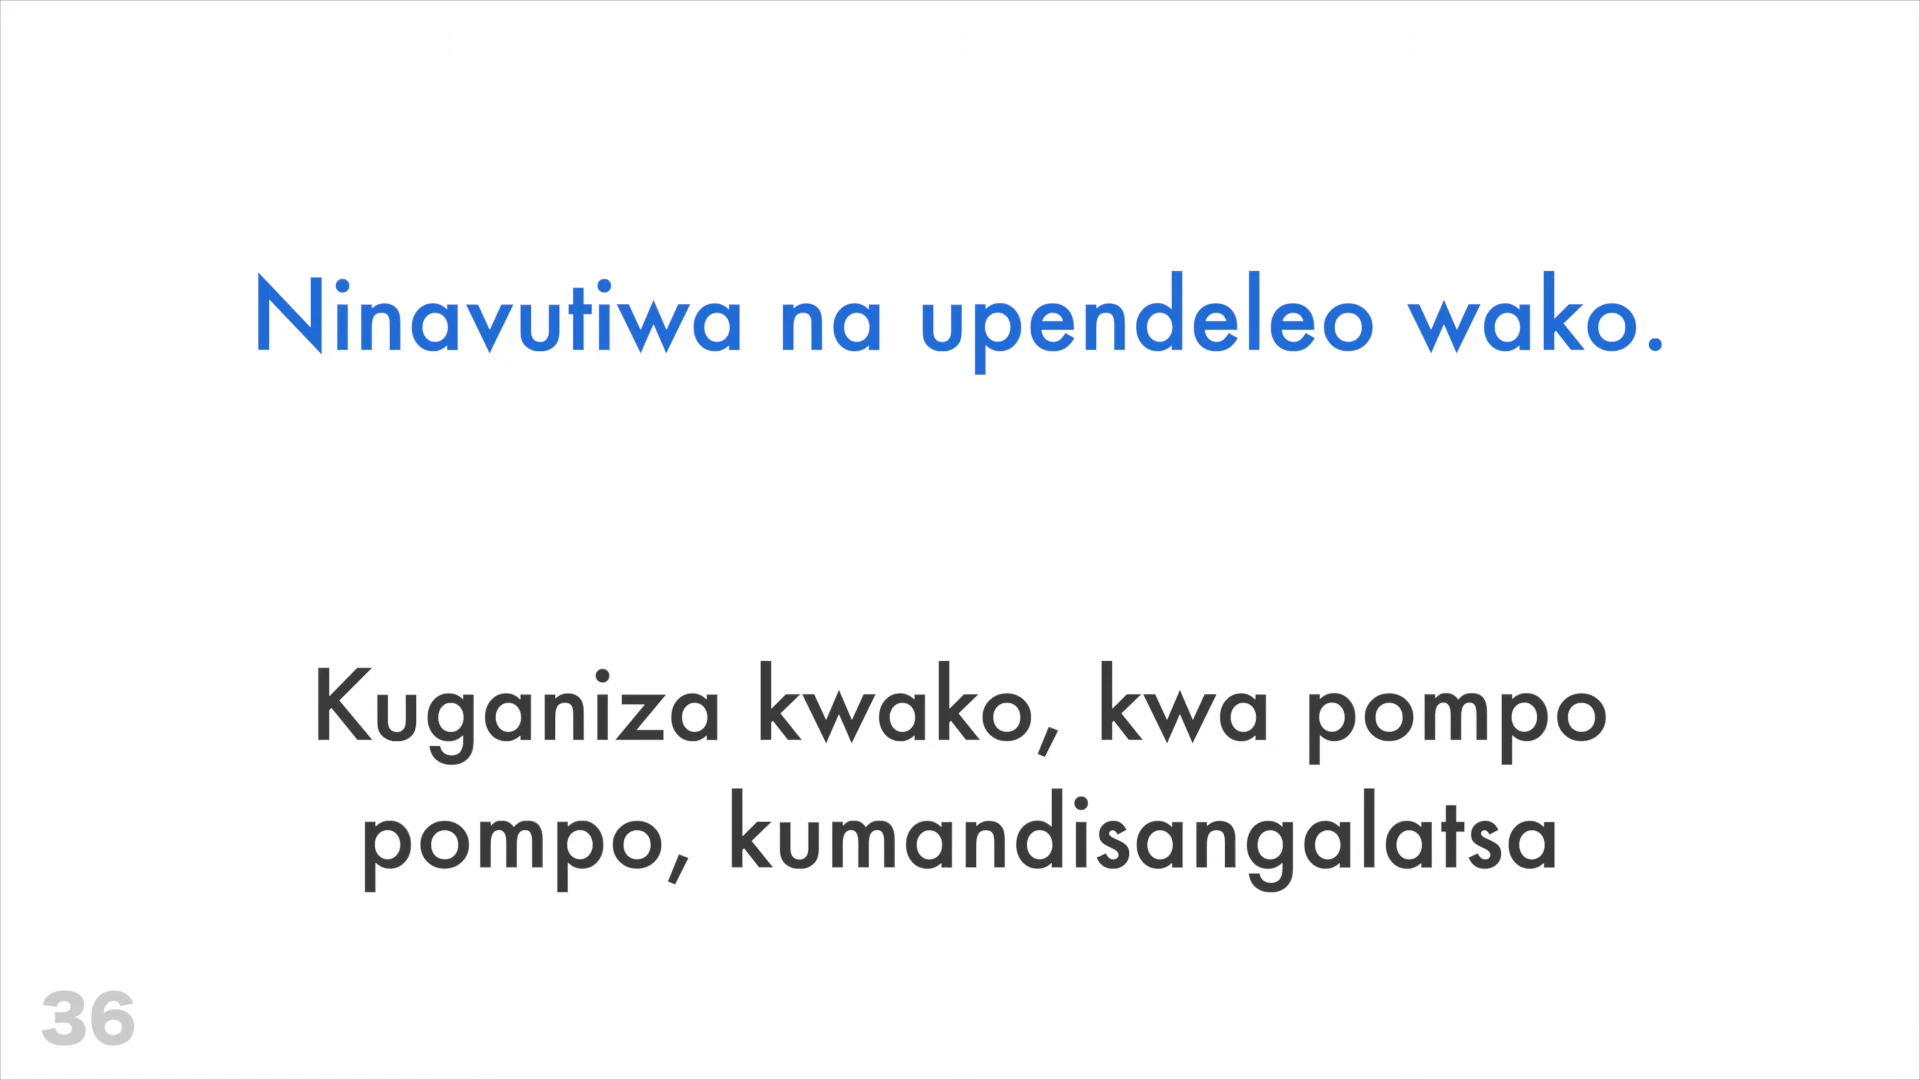 Ninavutiwa na upendeleo wako.
Kuganiza kwako, kwa pompo
pompo, kumandisangalatsa
36